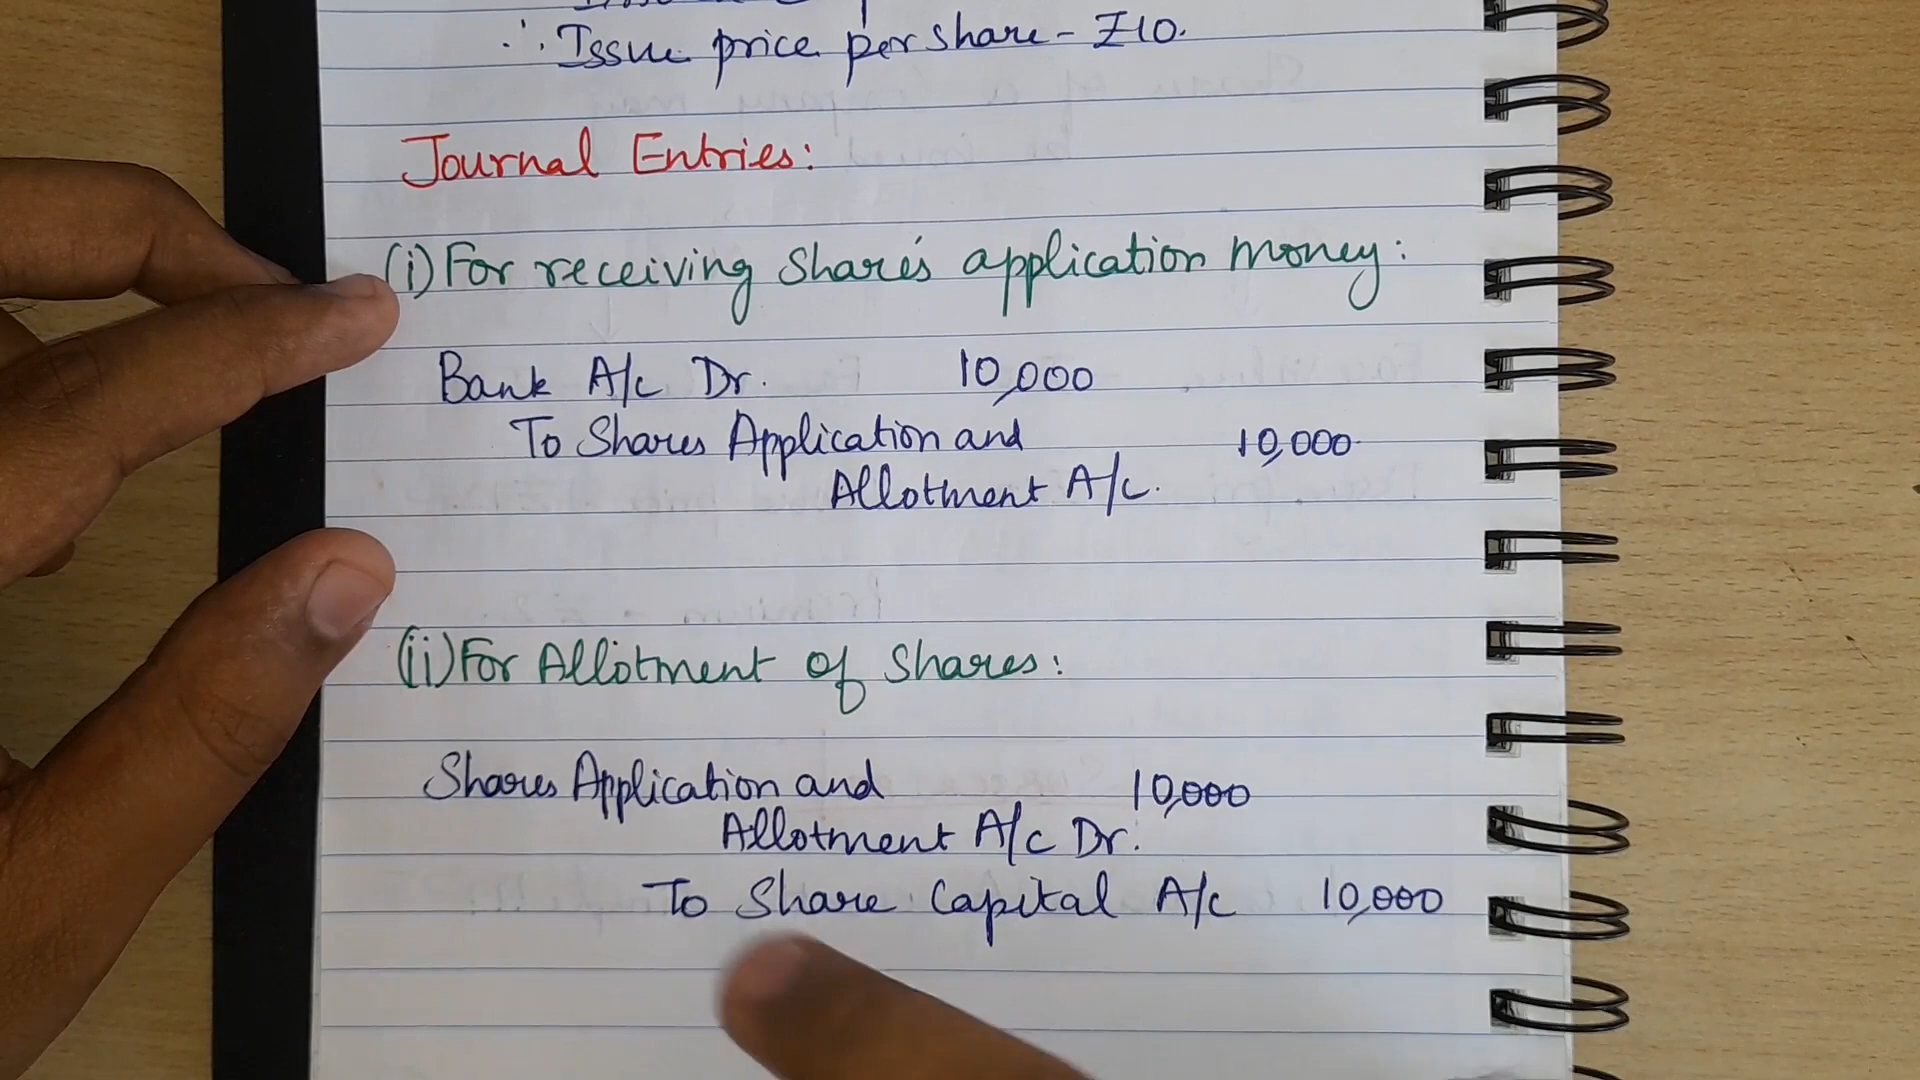 ∴ Issue price per share - ₹10.
Journal Entries:
(i) For receiving Share's application money:
Bank A/c Dr. 10,000
To Shares Application and 10,000
Allotment A/c.
(ii) For Allotment of Shares:
Shares Application and 10,000
Allotment A/c Dr.
To Share Capital A/c 10,000